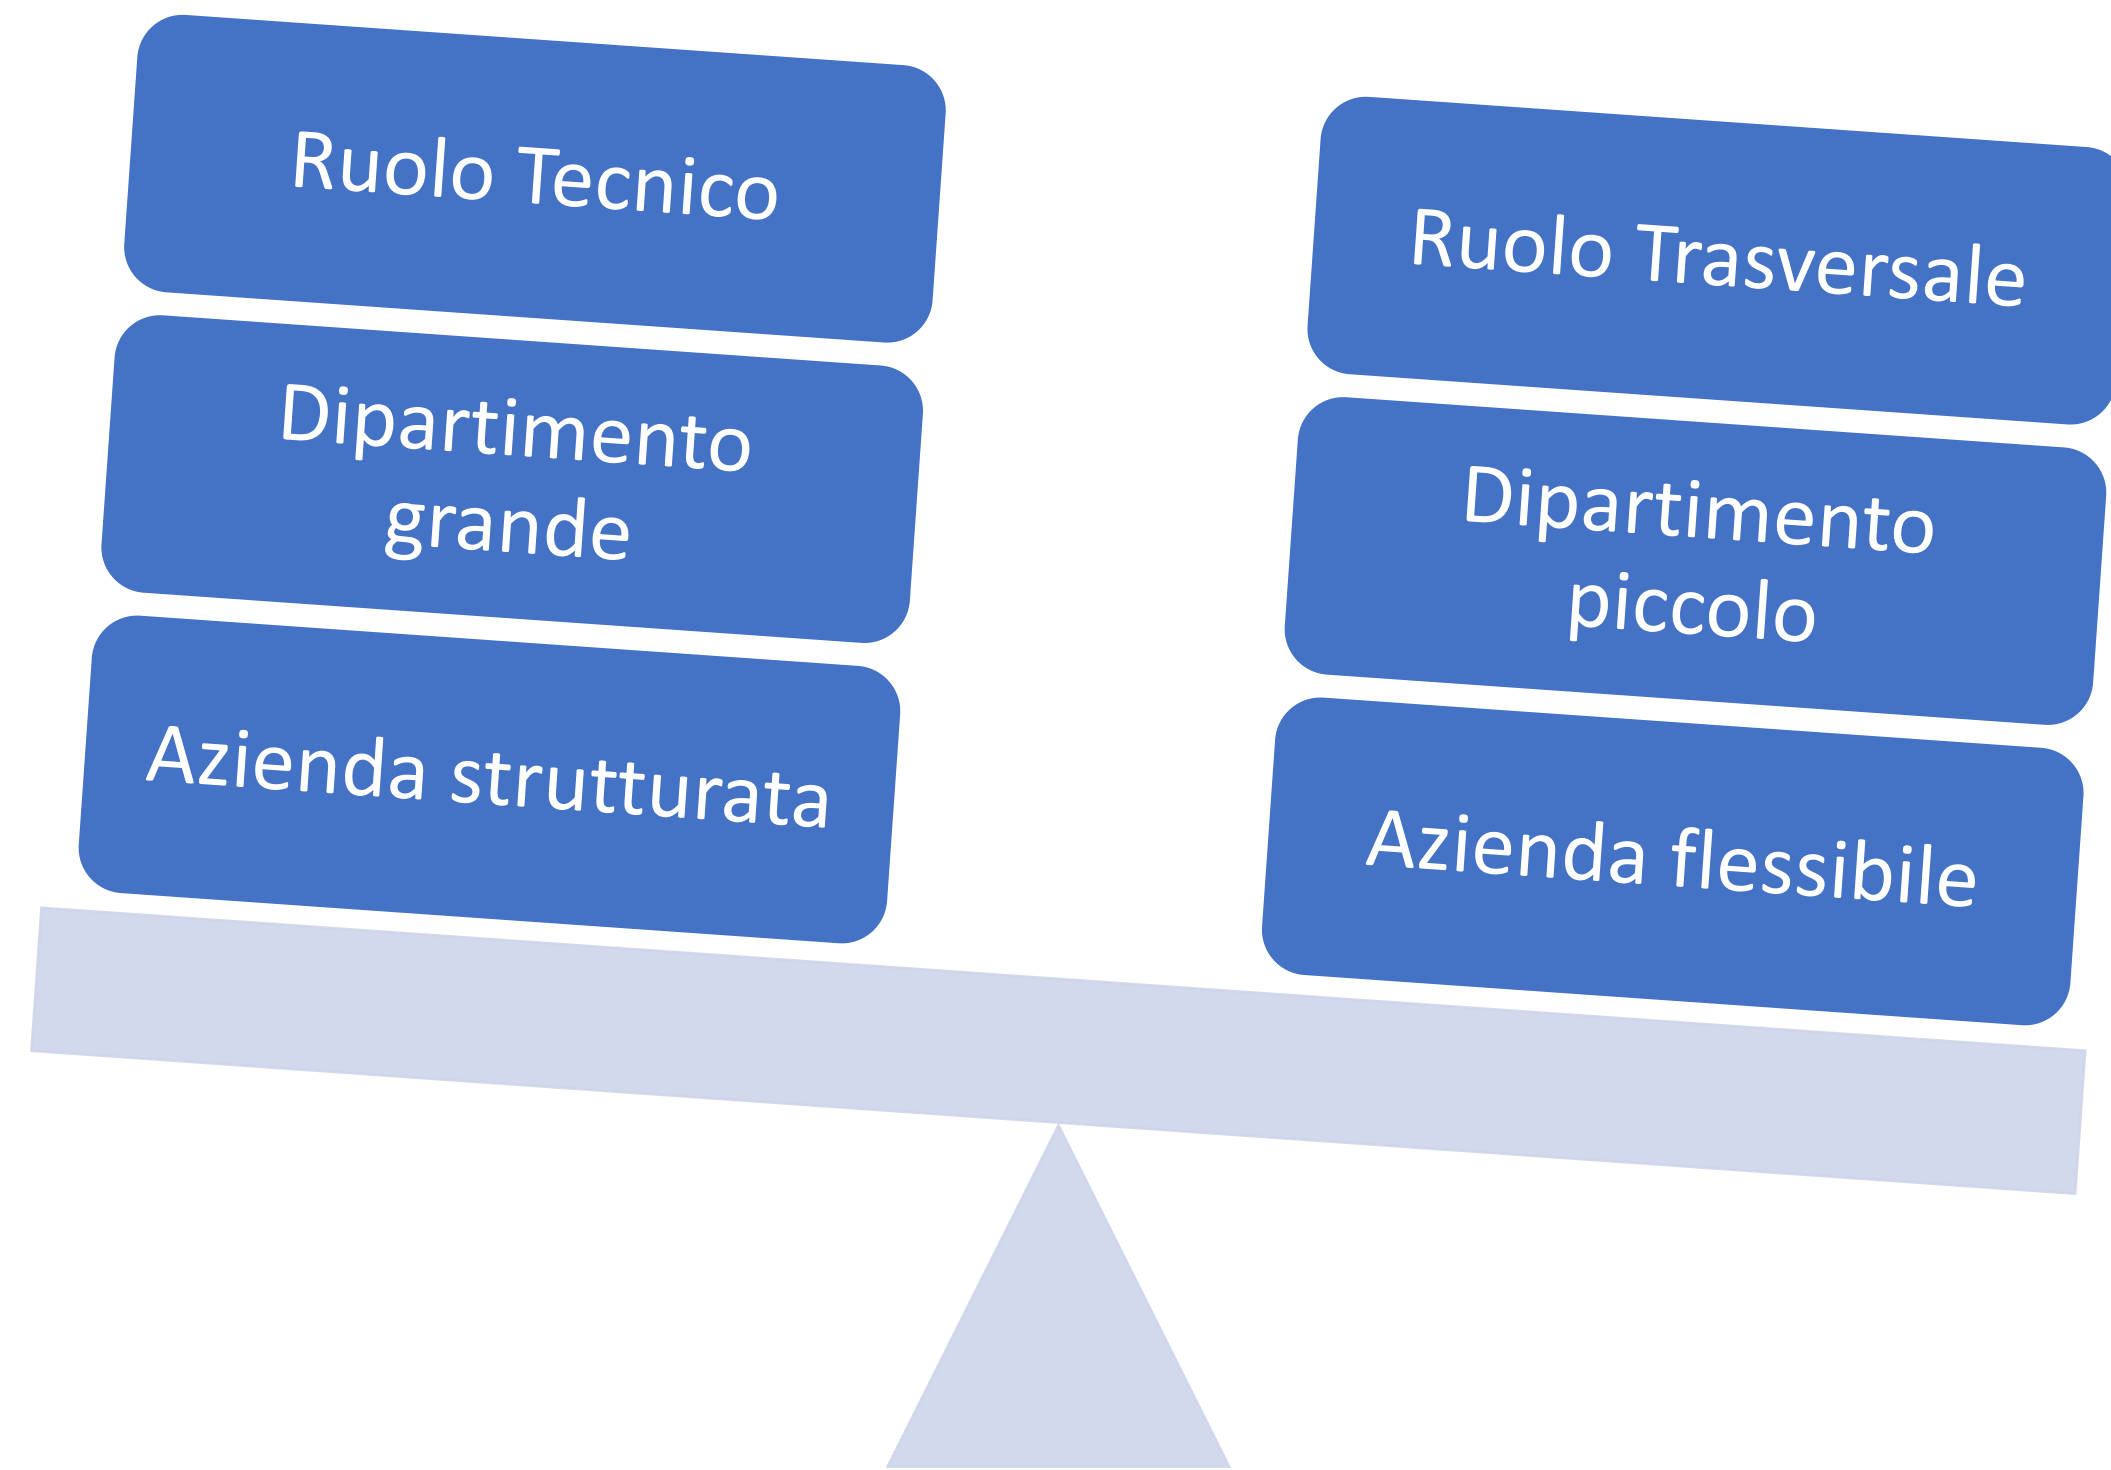 Ruolo Tecnico
Dipartimento
grande
Azienda strutturata
Ruolo Trasversale
Dipartimento
piccolo
Azienda flessibile